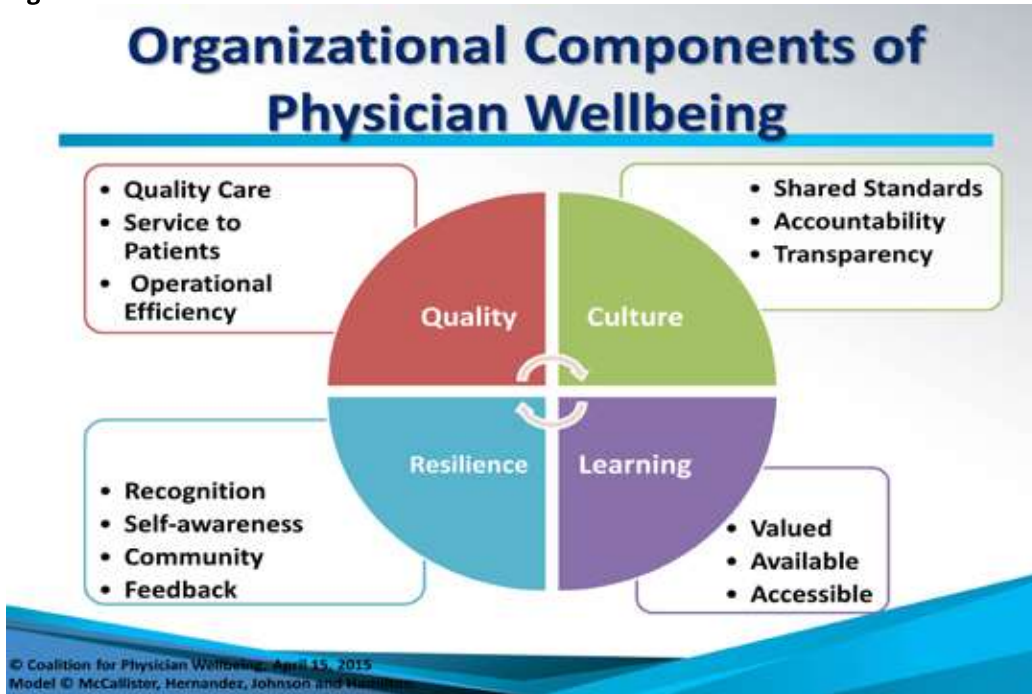 Organizational Components of
Physician Wellbeing
• Quality Care
• Service to
Patients
• Operational
Efficiency
• Shared Standards
• Accountability
• Transparency
Quality
Culture
Resilience
Learning
• Recognition
• Self-awareness
• Community
• Feedback
• Valued
• Available
• Accessible
© Coalition for Physician Wellbeing, April 15, 2015
Model © McCallister, Hernandez, Johnson and